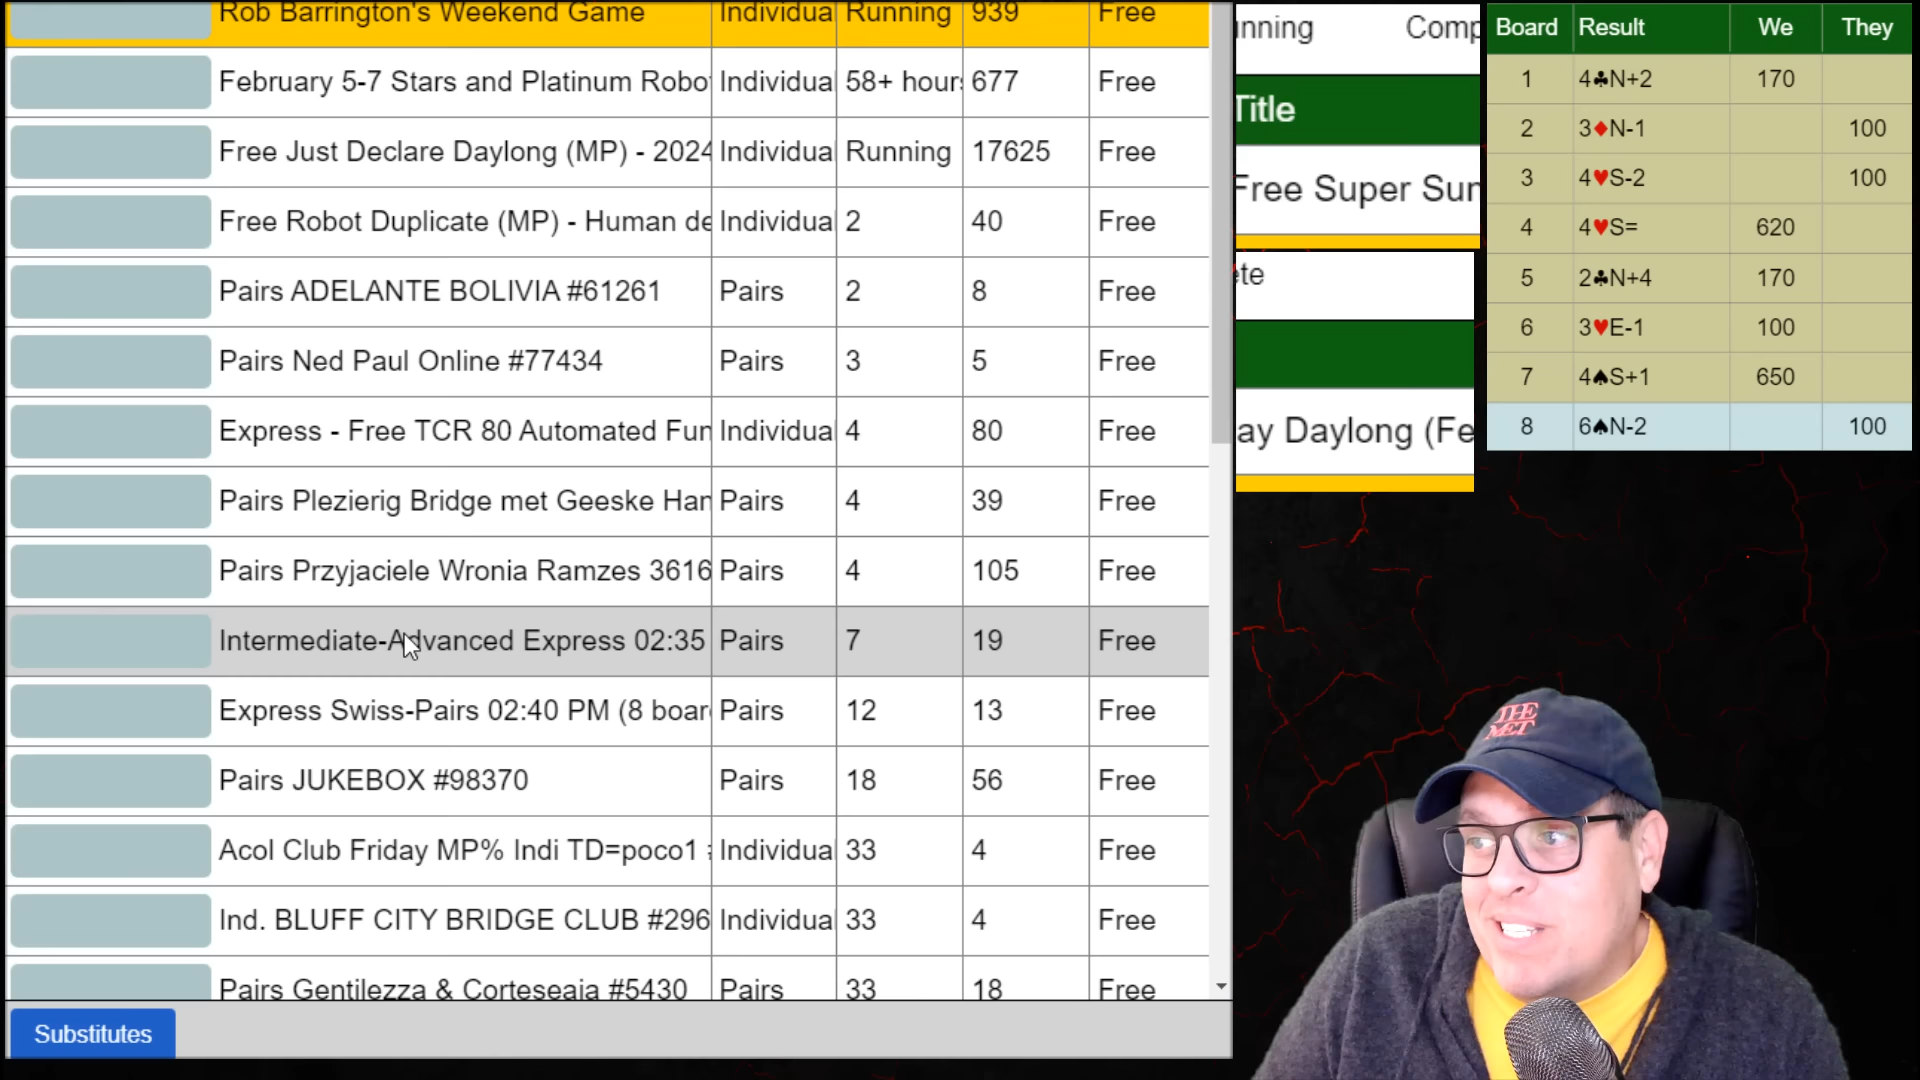 Rob Barrington's Weekend Game Individua Running 939 Free
February 5-7 Stars and Platinum Robo Individua 58+ hour 677 Free
Free Just Declare Daylong (MP) - 2024 Individua Running 17625 Free
Free Robot Duplicate (MP) - Human de Individua 2 40 Free
Pairs ADELANTE BOLIVIA #61261 Pairs 2 8 Free
Pairs Ned Paul Online #77434 Pairs 3 5 Free
Express - Free TCR 80 Automated Fun Individua 4 80 Free
Pairs Plezierig Bridge met Geeske Har Pairs 4 39 Free
Pairs Przyjaciele Wronia Ramzes 3616 Pairs 4 105 Free
Intermediate-Advanced Express 02:35 Pairs 7 19 Free
Express Swiss-Pairs 02:40 PM (8 boar Pairs 12 13 Free
Pairs JUKEBOX #98370 Pairs 18 56 Free
Acol Club Friday MP% Indi TD=poco1 Individua 33 4 Free
Ind. BLUFF CITY BRIDGE CLUB #296 Individua 33 4 Free
Pairs Gentilezza & Corteseaia #5430 Pairs 33 18 Free
Substitutes
nning Comp
Title
Free Super Sun
ete
ay Daylong (Fe
Board Result We They
1 4♣N+2 170
2 3♦N-1 100
3 4♥S-2 100
4 4♥S= 620
5 2♣N+4 170
6 3♥E-1 100
7 4♠S+1 650
8 6♠N-2 100
THE
MET